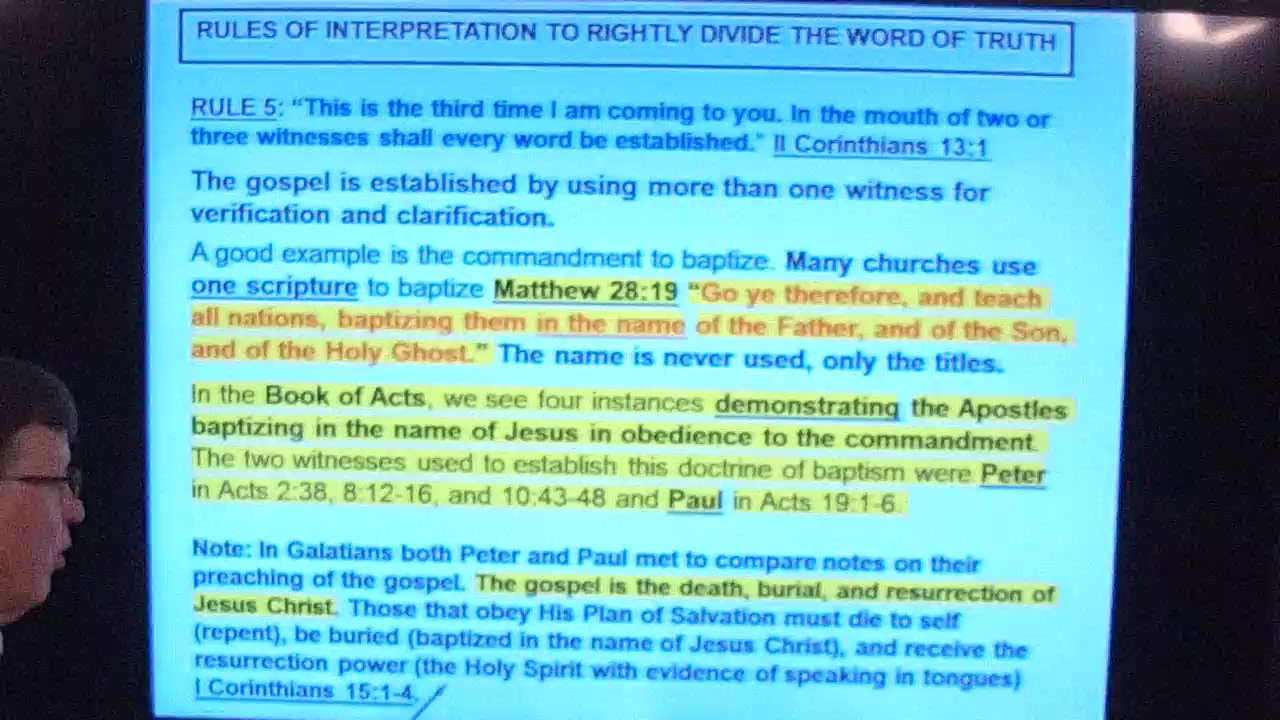 RULES OF INTERPRETATION TO RIGHTLY DIVIDE THE WORD OF TRUTH
RULE 5: “This is the third time I am coming to you. In the mouth of two or
three witnesses shall every word be established.” II Corinthians 13:1
The gospel is established by using more than one witness for
verification and clarification.
A good example is the commandment to baptize. Many churches use
one scripture to baptize Matthew 28:19 “Go ye therefore, and teach
all nations, baptizing them in the name of the Father, and of the Son,
and of the Holy Ghost.” The name is never used, only the titles.
In the Book of Acts, we see four instances demonstrating the Apostles
baptizing in the name of Jesus in obedience to the commandment.
The two witnesses used to establish this doctrine of baptism were Peter
in Acts 2:38, 8:12-16, and 10:43-48 and Paul in Acts 19:1-6.
Note: In Galatians both Peter and Paul met to compare notes on their
preaching of the gospel. The gospel is the death, burial, and resurrection of
Jesus Christ. Those that obey His Plan of Salvation must die to self
(repent), be buried (baptized in the name of Jesus Christ), and receive the
resurrection power (the Holy Spirit with evidence of speaking in tongues)
I Corinthians 15:1-4.